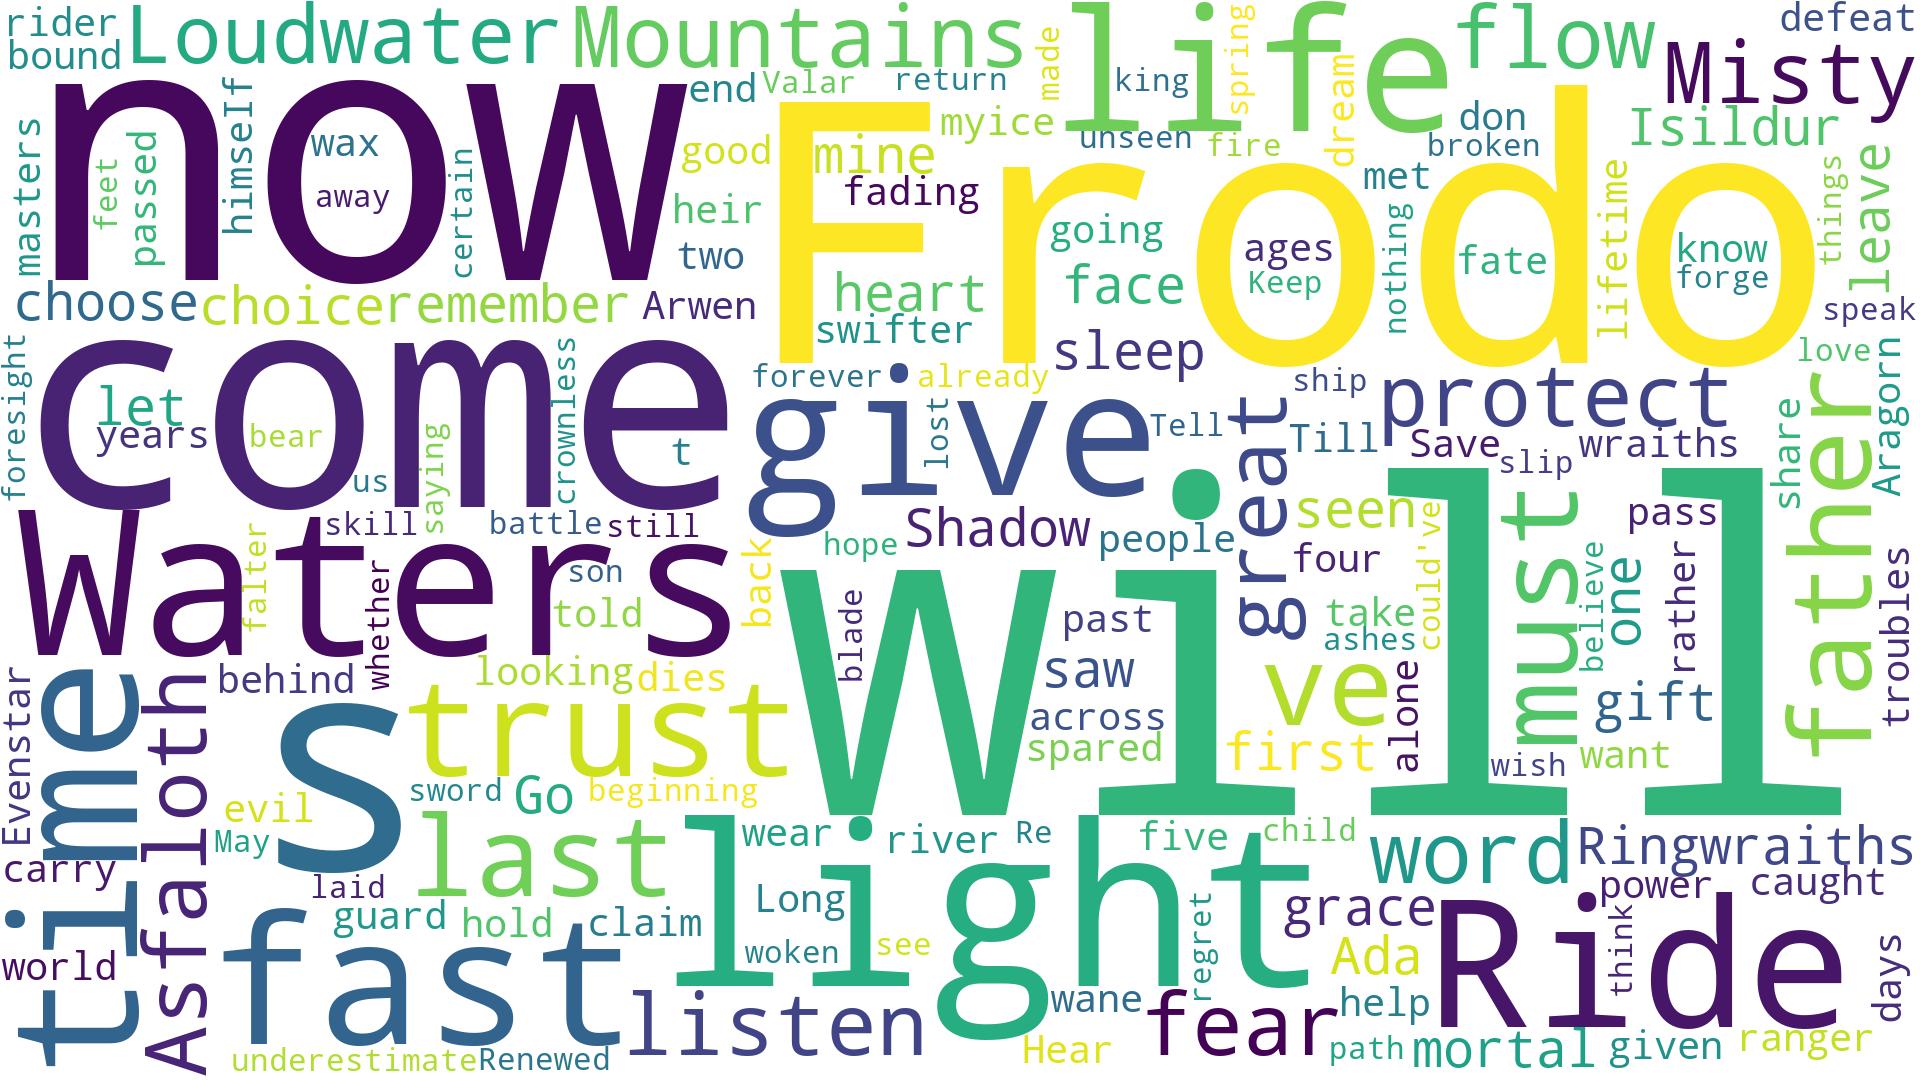 rider
bound
Loudwater
Mountains
life
flow
defeat
Misty
now
himself
masters
feet
passed
wax
away
certain
end
Valar
return
made
king
spring
dream
don
broken
Isildur
good
mine
myice
unseen
fire
fading
heir
two
Frodo
met
going
ages
Keep
nothing
fate
lifetime
know
forge
things
leave
speak
choose
choice
remember
Arwen
heart
face
swifter
sleep
love
foresight
come
let
years
bear
us
saying
crownless
t
forever
already
ship
protect
father
share
Aragorn
give
lost
Tell
great
Till
Save
slip
wraiths
Waters
falter
skill
whether
battle
still
son
told
back
hope
Shadow
people
seen
four
could've
must
believe
one
pass
rather
troubles
will
blade
past
take
ashes
saw
across
spared
ve
first
alone
gift
want
wish
Evenstar
time
Asfaloth
behind
looking
dies
trust
s
sword
Go
beginning
evil
May
carry
laid
last
wear
light
river
Re
five
child
word
Ringwraiths
power
caught
world
guard
hold
claim
Long
woken
see
regret
grace
Ada
Ride
think
days
fast
listen
wane
fear
help
underestimate
Renewed
Hear
path
mortal
given
ranger